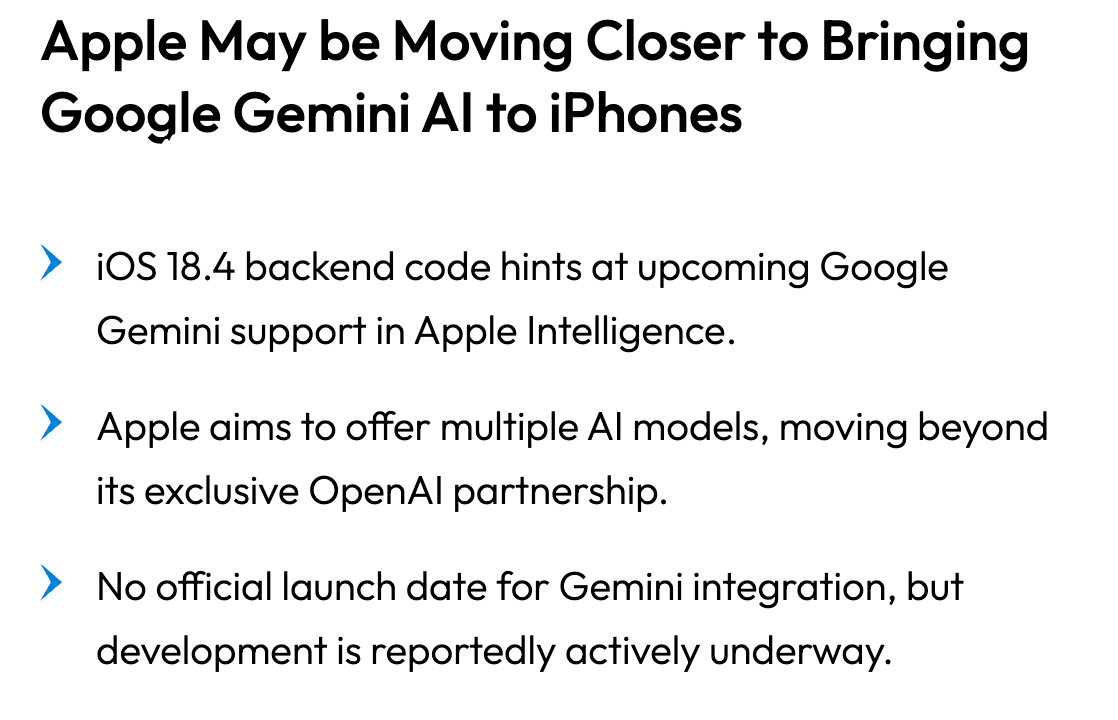 Apple May be Moving Closer to Bringing
Google Gemini AI to iPhones
iOS 18.4 backend code hints at upcoming Google
Gemini support in Apple Intelligence.
Apple aims to offer multiple AI models, moving beyond
its exclusive OpenAI partnership.
No official launch date for Gemini integration, but
development is reportedly actively underway.